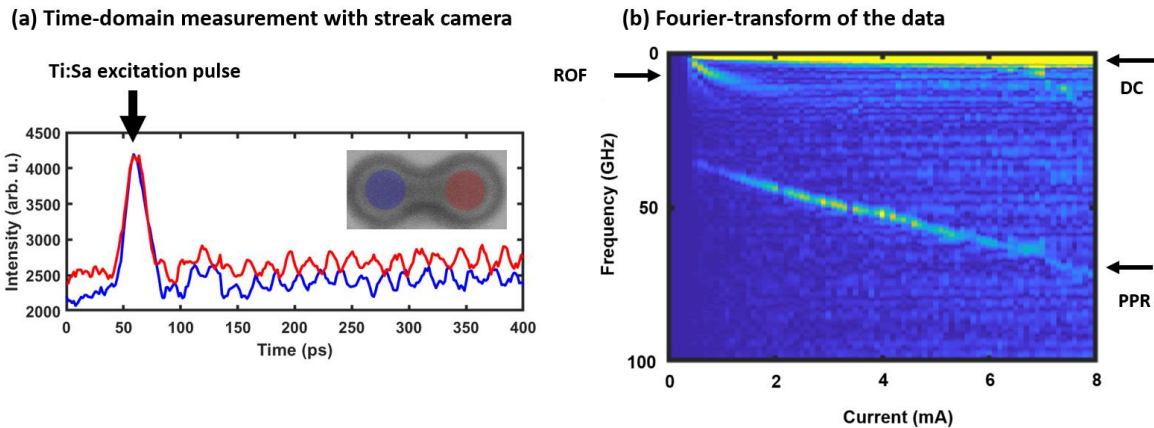 (a) Time-domain measurement with streak camera
Ti:Sa excitation pulse
4500
4000
3500
3000
2500
2000
0 50 100 150 200 250 300 350 400
Intensity (arb. u.)
Time (ps)
(b) Fourier-transform of the data
ROF
DC
PPR
0
50
100
0 2 4 6 8
Frequency (GHz)
Current (mA)